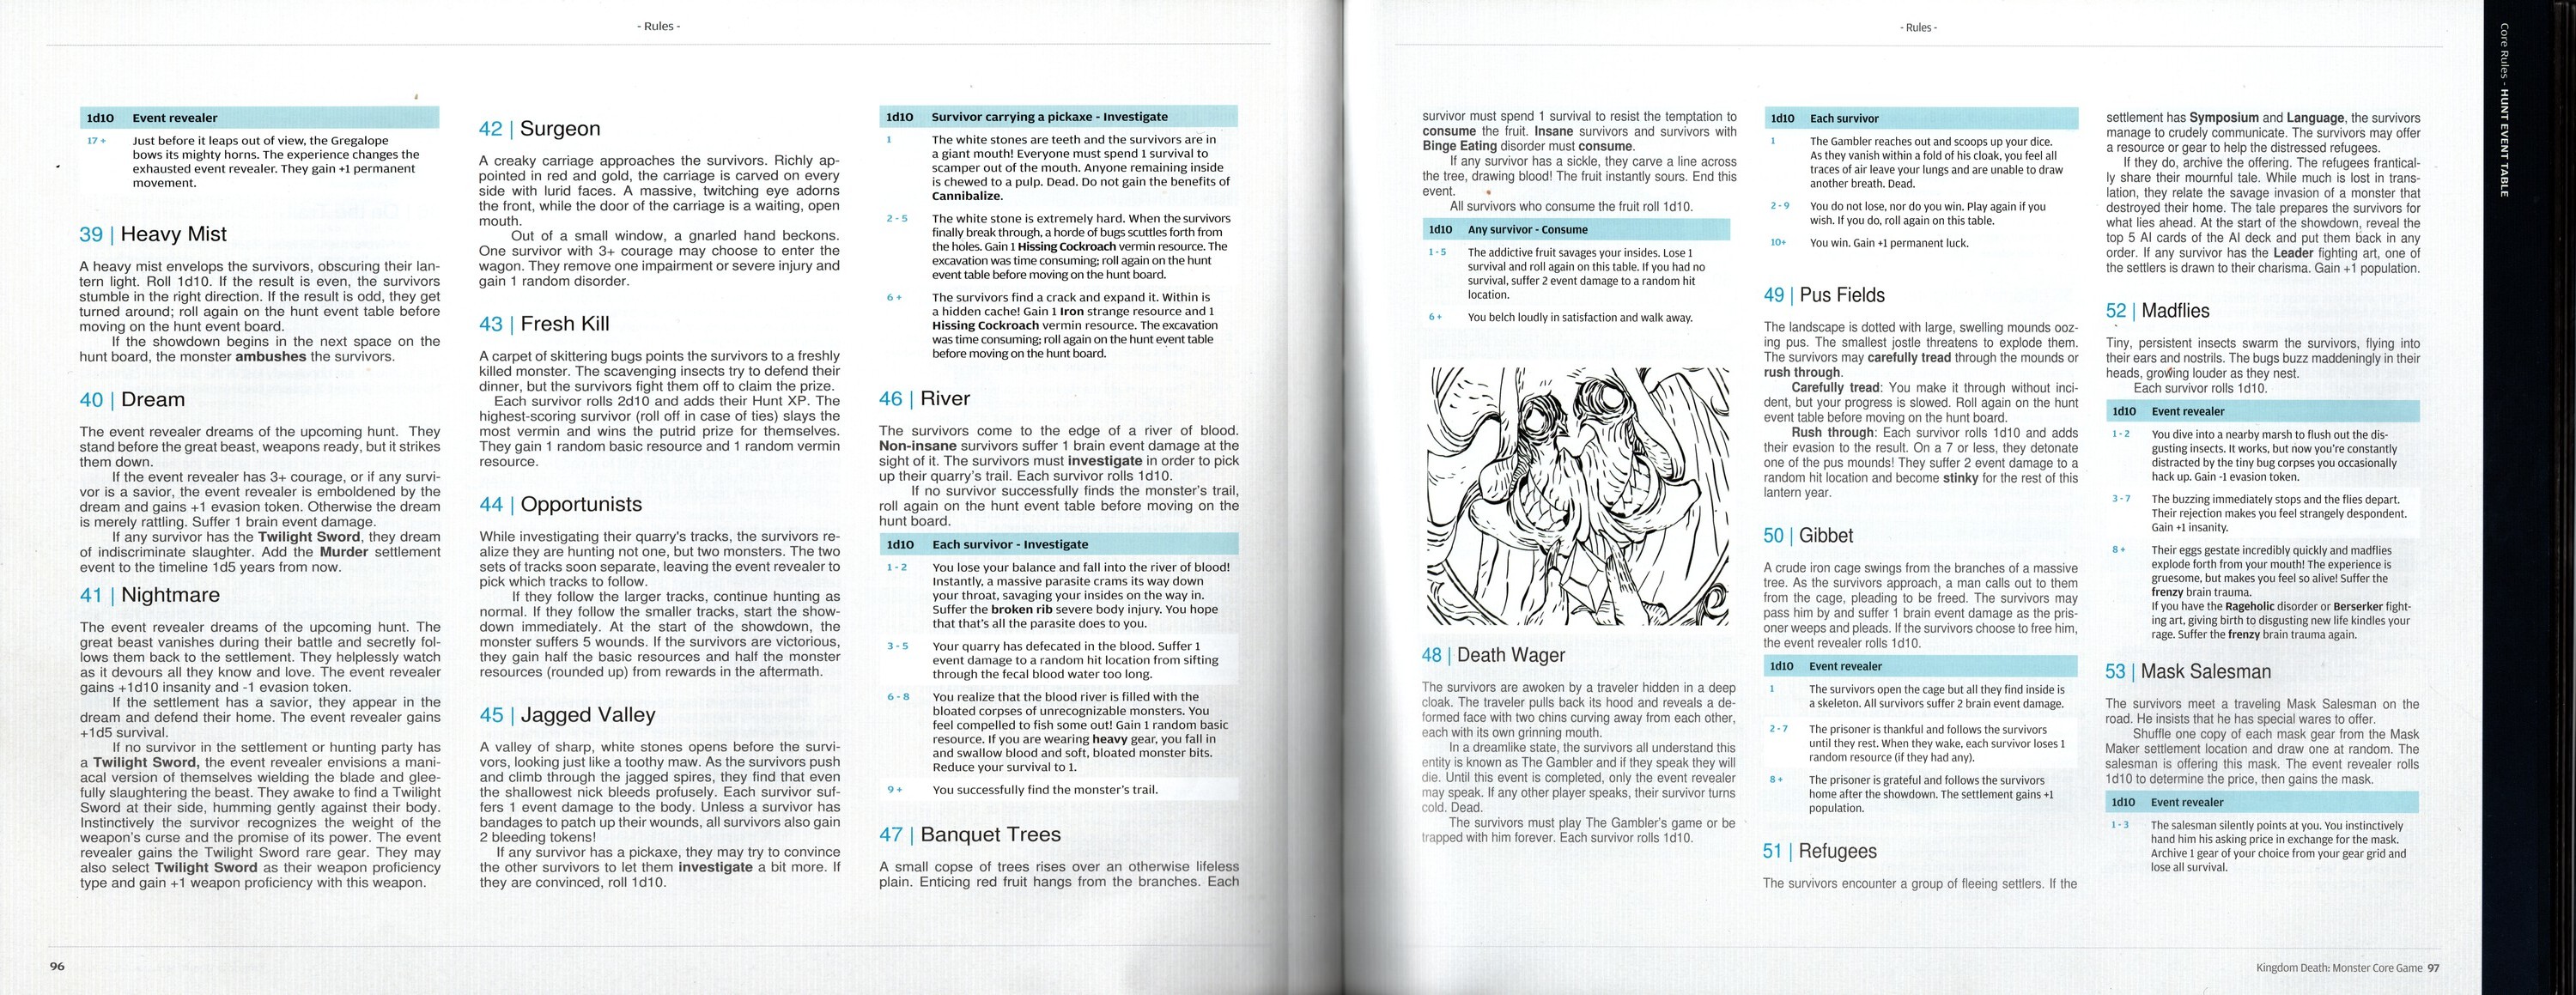 - Rules -
1d10 Event revealer
17 + Just before it leaps out of view, the Gregalope
bows its mighty horns. The experience changes the
exhausted event revealer. They gain +1 permanent
movement.
39 | Heavy Mist
A heavy mist envelops the survivors, obscuring their lan-
tern light. Roll 1d10. If the result is even, the survivors
stumble in the right direction. If the result is odd, they get
turned around; roll again on the hunt event table before
moving on the hunt event board.
If the showdown begins in the next space on the
hunt board, the monster ambushes the survivors.
40 | Dream
The event revealer dreams of the upcoming hunt. They
stand before the great beast, weapons ready, but it strikes
them down.
If the event revealer has 3+ courage, or if any survi-
vor is a savior, the event revealer is emboldened by the
dream and gains +1 evasion token. Otherwise the dream
is merely rattling. Suffer 1 brain event damage.
If any survivor has the Twilight Sword, they dream
of indiscriminate slaughter. Add the Murder settlement
event to the timeline 1d5 years from now.
41 | Nightmare
The event revealer dreams of the upcoming hunt. The
great beast vanishes during their battle and secretly fol-
lows them back to the settlement. They helplessly watch
as it devours all they know and love. The event revealer
gains +1d10 insanity and -1 evasion token.
If the settlement has a savior, they appear in the
dream and defend their home. The event revealer gains
+1d5 survival.
If no survivor in the settlement or hunting party has
a Twilight Sword, the event revealer envisions a mani-
acal version of themselves wielding the blade and glee-
fully slaughtering the beast. They awake to find a Twilight
Sword at their side, humming gently against their body.
Instinctively the survivor recognizes the weight of the
weapon's curse and the promise of its power. The event
revealer gains the Twilight Sword rare gear. They may
also select Twilight Sword as their weapon proficiency
type and gain +1 weapon proficiency with this weapon.
42 | Surgeon
A creaky carriage approaches the survivors. Richly ap-
pointed in red and gold, the carriage is carved on every
side with lurid faces. A massive, twitching eye adorns
the front, while the door of the carriage is a waiting, open
mouth.
Out of a small window, a gnarled hand beckons.
One survivor with 3+ courage may choose to enter the
wagon. They remove one impairment or severe injury and
gain 1 random disorder.
43 | Fresh Kill
A carpet of skittering bugs points the survivors to a freshly
killed monster. The scavenging insects try to defend their
dinner, but the survivors fight them off to claim the prize.
Each survivor rolls 2d10 and adds their Hunt XP. The
highest-scoring survivor (roll off in case of ties) slays the
most vermin and wins the putrid prize for themselves.
They gain 1 random basic resource and 1 random vermin
resource.
44 | Opportunists
While investigating their quarry's tracks, the survivors re-
alize they are hunting not one, but two monsters. The two
sets of tracks soon separate, leaving the event revealer to
pick which tracks to follow.
If they follow the larger tracks, continue hunting as
normal. If they follow the smaller tracks, start the show-
down immediately. At the start of the showdown, the
monster suffers 5 wounds. If the survivors are victorious,
they gain half the basic resources and half the monster
resources (rounded up) from rewards in the aftermath.
45 | Jagged Valley
A valley of sharp, white stones opens before the survi-
vors, looking just like a toothy maw. As the survivors push
and climb through the jagged spires, they find that even
the shallowest nick bleeds profusely. Each survivor suf-
fers 1 event damage to the body. Unless a survivor has
bandages to patch up their wounds, all survivors also gain
2 bleeding tokens!
If any survivor has a pickaxe, they may try to convince
the other survivors to let them investigate a bit more. If
they are convinced, roll 1d10.
1d10 Survivor carrying a pickaxe - Investigate
1 The white stones are teeth and the survivors are in
a giant mouth! Everyone must spend 1 survival to
scamper out of the mouth. Anyone remaining inside
is chewed to a pulp. Dead. Do not gain the benefits of
Cannibalize.
2 - 5 The white stone is extremely hard. When the survivors
finally break through, a horde of bugs scuttles forth from
the holes. Gain 1 Hissing Cockroach vermin resource. The
excavation was time consuming; roll again on the hunt
event table before moving on the hunt board.
6 + The survivors find a crack and expand it. Within is
a hidden cache! Gain 1 Iron strange resource and 1
Hissing Cockroach vermin resource. The excavation
was time consuming; roll again on the hunt event table
before moving on the hunt board.
46 | River
The survivors come to the edge of a river of blood.
Non-insane survivors suffer 1 brain event damage at the
sight of it. The survivors must investigate in order to pick
up their quarry's trail. Each survivor rolls 1d10.
If no survivor successfully finds the monster's trail,
roll again on the hunt event table before moving on the
hunt board.
1d10 Each survivor - Investigate
1 - 2 You lose your balance and fall into the river of blood!
Instantly, a massive parasite crams its way down
your throat, savaging your insides on the way in.
Suffer the broken rib severe body injury. You hope
that that's all the parasite does to you.
3 - 5 Your quarry has defecated in the blood. Suffer 1
event damage to a random hit location from sifting
through the fecal blood water too long.
6 - 8 You realize that the blood river is filled with the
bloated corpses of unrecognizable monsters. You
feel compelled to fish some out! Gain 1 random basic
resource. If you are wearing heavy gear, you fall in
and swallow blood and soft, bloated monster bits.
Reduce your survival to 1.
9 + You successfully find the monster's trail.
47 | Banquet Trees
A small copse of trees rises over an otherwise lifeless
plain. Enticing red fruit hangs from the branches. Each
96
- Rules -
survivor must spend 1 survival to resist the temptation to
consume the fruit. Insane survivors and survivors with
Binge Eating disorder must consume.
If any survivor has a sickle, they carve a line across
the tree, drawing blood! The fruit instantly sours. End this
event.
All survivors who consume the fruit roll 1d10.
1d10 Any survivor - Consume
1 - 5 The addictive fruit savages your insides. Lose 1
survival and roll again on this table. If you had no
survival, suffer 2 event damage to a random hit
location.
6 + You belch loudly in satisfaction and walk away.
48 | Death Wager
The survivors are awoken by a traveler hidden in a deep
cloak. The traveler pulls back its hood and reveals a de-
formed face with two chins curving away from each other,
each with its own grinning mouth.
In a dreamlike state, the survivors all understand this
entity is known as The Gambler and if they speak they will
die. Until this event is completed, only the event revealer
may speak. If any other player speaks, their survivor turns
cold. Dead.
The survivors must play The Gambler's game or be
trapped with him forever. Each survivor rolls 1d10.
1d10 Each survivor
1 The Gambler reaches out and scoops up your dice.
As they vanish within a fold of his cloak, you feel all
traces of air leave your lungs and are unable to draw
another breath. Dead.
2 - 9 You do not lose, nor do you win. Play again if you
wish. If you do, roll again on this table.
10+ You win. Gain +1 permanent luck.
49 | Pus Fields
The landscape is dotted with large, swelling mounds ooz-
ing pus. The smallest jostle threatens to explode them.
The survivors may carefully tread through the mounds or
rush through.
Carefully tread: You make it through without inci-
dent, but your progress is slowed. Roll again on the hunt
event table before moving on the hunt board.
Rush through: Each survivor rolls 1d10 and adds
their evasion to the result. On a 7 or less, they detonate
one of the pus mounds! They suffer 2 event damage to a
random hit location and become stinky for the rest of this
lantern year.
50 | Gibbet
A crude iron cage swings from the branches of a massive
tree. As the survivors approach, a man calls out to them
from the cage, pleading to be freed. The survivors may
pass him by and suffer 1 brain event damage as the pris-
oner weeps and pleads. If the survivors choose to free him,
the event revealer rolls 1d10.
1d10 Event revealer
1 The survivors open the cage but all they find inside is
a skeleton. All survivors suffer 2 brain event damage.
2 - 7 The prisoner is thankful and follows the survivors
until they rest. When they wake, each survivor loses 1
random resource (if they had any).
8 + The prisoner is grateful and follows the survivors
home after the showdown. The settlement gains +1
population.
51 | Refugees
The survivors encounter a group of fleeing settlers. If the
settlement has Symposium and Language, the survivors
manage to crudely communicate. The survivors may offer
a resource or gear to help the distressed refugees.
If they do, archive the offering. The refugees frantical-
ly share their mournful tale. While much is lost in trans-
lation, they relate the savage invasion of a monster that
destroyed their home. The tale prepares the survivors for
what lies ahead. At the start of the showdown, reveal the
top 5 AI cards of the AI deck and put them back in any
order. If any survivor has the Leader fighting art, one of
the settlers is drawn to their charisma. Gain +1 population.
52 | Madflies
Tiny, persistent insects swarm the survivors, flying into
their ears and nostrils. The bugs buzz maddeningly in their
heads, growing louder as they nest.
Each survivor rolls 1d10.
1d10 Event revealer
1 - 2 You dive into a nearby marsh to flush out the dis-
gusting insects. It works, but now you're constantly
distracted by the tiny bug corpses you occasionally
hack up. Gain -1 evasion token.
3 - 7 The buzzing immediately stops and the flies depart.
Their rejection makes you feel strangely despondent.
Gain +1 insanity.
8 + Their eggs gestate incredibly quickly and madflies
explode forth from your mouth! The experience is
gruesome, but makes you feel so alive! Suffer the
frenzy brain trauma.
If you have the Rageholic disorder or Berserker fight-
ing art, giving birth to disgusting new life kindles your
rage. Suffer the frenzy brain trauma again.
53 | Mask Salesman
The survivors meet a traveling Mask Salesman on the
road. He insists that he has special wares to offer.
Shuffle one copy of each mask gear from the Mask
Maker settlement location and draw one at random. The
salesman is offering this mask. The event revealer rolls
1d10 to determine the price, then gains the mask.
1d10 Event revealer
1 - 3 The salesman silently points at you. You instinctively
hand him his asking price in exchange for the mask.
Archive 1 gear of your choice from your gear grid and
lose all survival.
Kingdom Death: Monster Core Game 97
Core Rules - HUNT EVENT TABLE